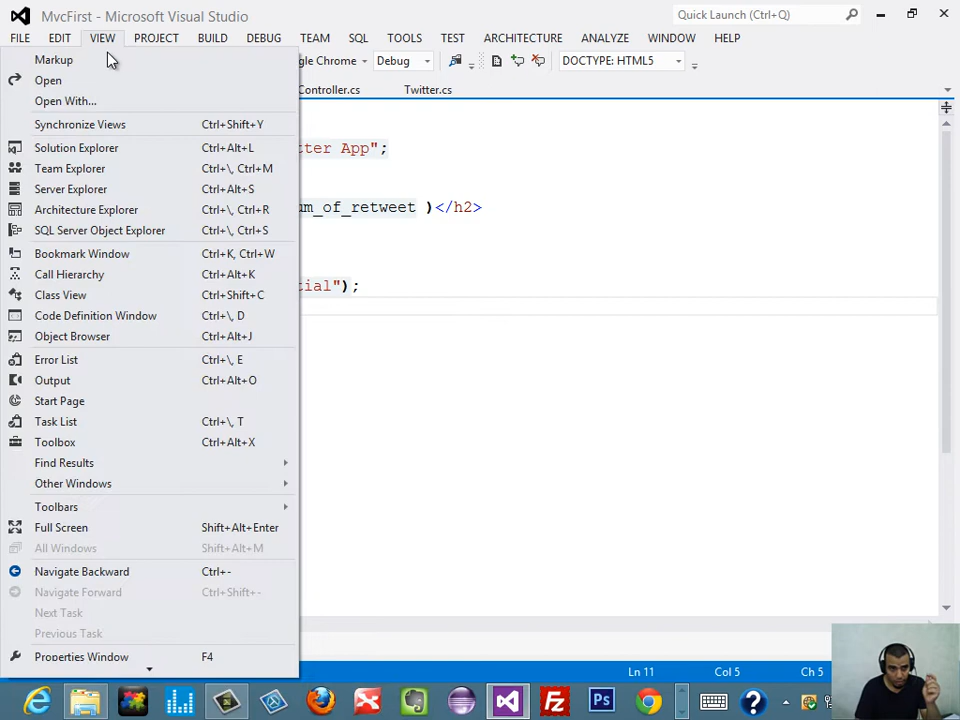 MvcFirst - Microsoft Visual Studio
Quick Launch (Ctrl+Q)
FILE EDIT VIEW PROJECT BUILD DEBUG TEAM SQL TOOLS TEST ARCHITECTURE ANALYZE WINDOW HELP
gle Chrome Debug DOCTYPE: HTML5
Controller.cs Twitter.cs
Markup
Open
Open With...
Synchronize Views Ctrl+Shift+Y
Solution Explorer Ctrl+Alt+L
tter App";
Team Explorer Ctrl+\, Ctrl+M
Server Explorer Ctrl+Alt+S
Architecture Explorer Ctrl+\, Ctrl+R
um_of_retweet )</h2>
SQL Server Object Explorer Ctrl+\, Ctrl+S
Bookmark Window Ctrl+K, Ctrl+W
Call Hierarchy Ctrl+Alt+K
tial");
Class View Ctrl+Shift+C
Code Definition Window Ctrl+\, D
Object Browser Ctrl+Alt+J
Error List Ctrl+\, E
Output Ctrl+Alt+O
Start Page
Task List Ctrl+\, T
Toolbox Ctrl+Alt+X
Find Results
Other Windows
Toolbars
Full Screen Shift+Alt+Enter
All Windows Shift+Alt+M
Navigate Backward Ctrl+-
Navigate Forward Ctrl+Shift+-
Next Task
Previous Task
Properties Window F4
Ln 11 Col 5 Ch 5
Fz Ps ?